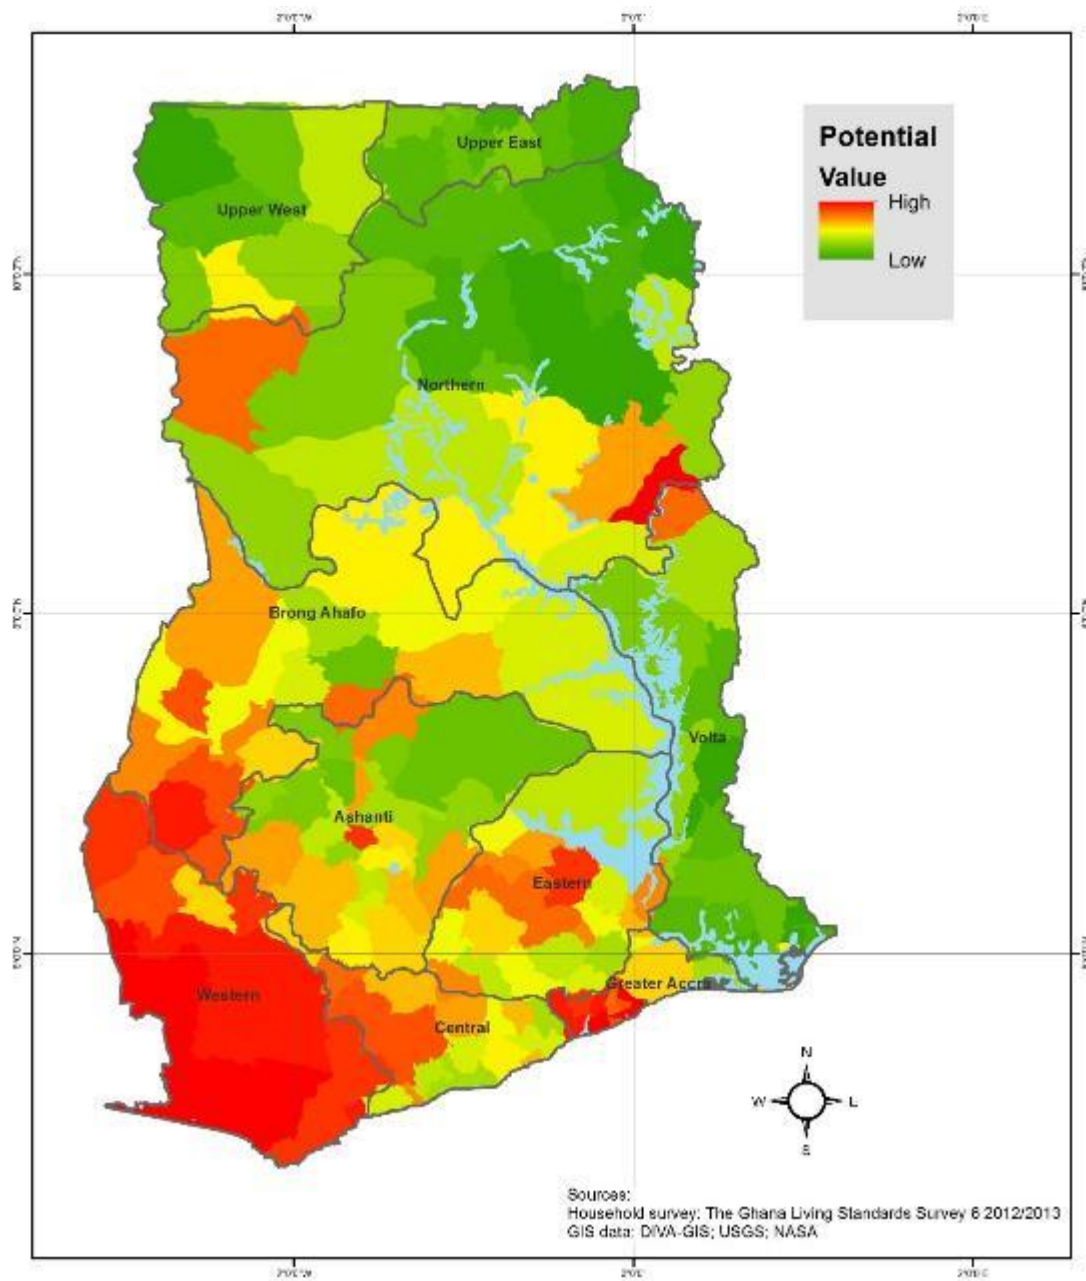 Potential
Value
High
Low
Upper East
Upper West
Northern
Brong Ahafo
Volta
Ashanti
Eastern
Western
Greater Accra
Central
N
W
S
Sources:
Household survey: The Ghana Living Standards Survey 6 2012/2013
GIS data: DIVA-GIS; USGS; NASA